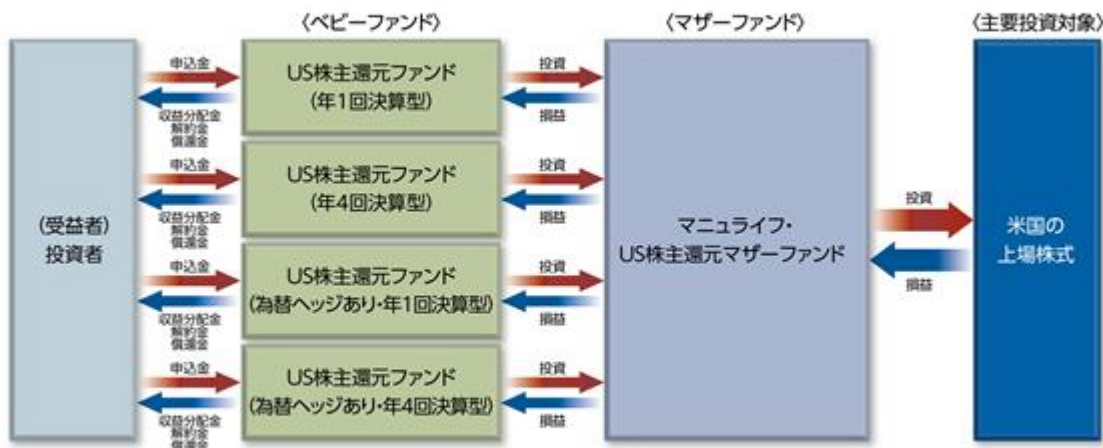 〈ベビーファンド〉
〈マザーファンド〉
〈主要投資対象〉
(受益者)
投資者
申込金
収益分配金
解約金
償還金
US株主還元ファンド
(年1回決算型)
投資
損益
申込金
収益分配金
解約金
償還金
US株主還元ファンド
(年4回決算型)
投資
損益
申込金
収益分配金
解約金
償還金
US株主還元ファンド
(為替ヘッジあり・年1回決算型)
投資
損益
申込金
収益分配金
解約金
償還金
US株主還元ファンド
(為替ヘッジあり・年4回決算型)
投資
損益
マニュライフ・
US株主還元マザーファンド
投資
損益
米国の
上場株式